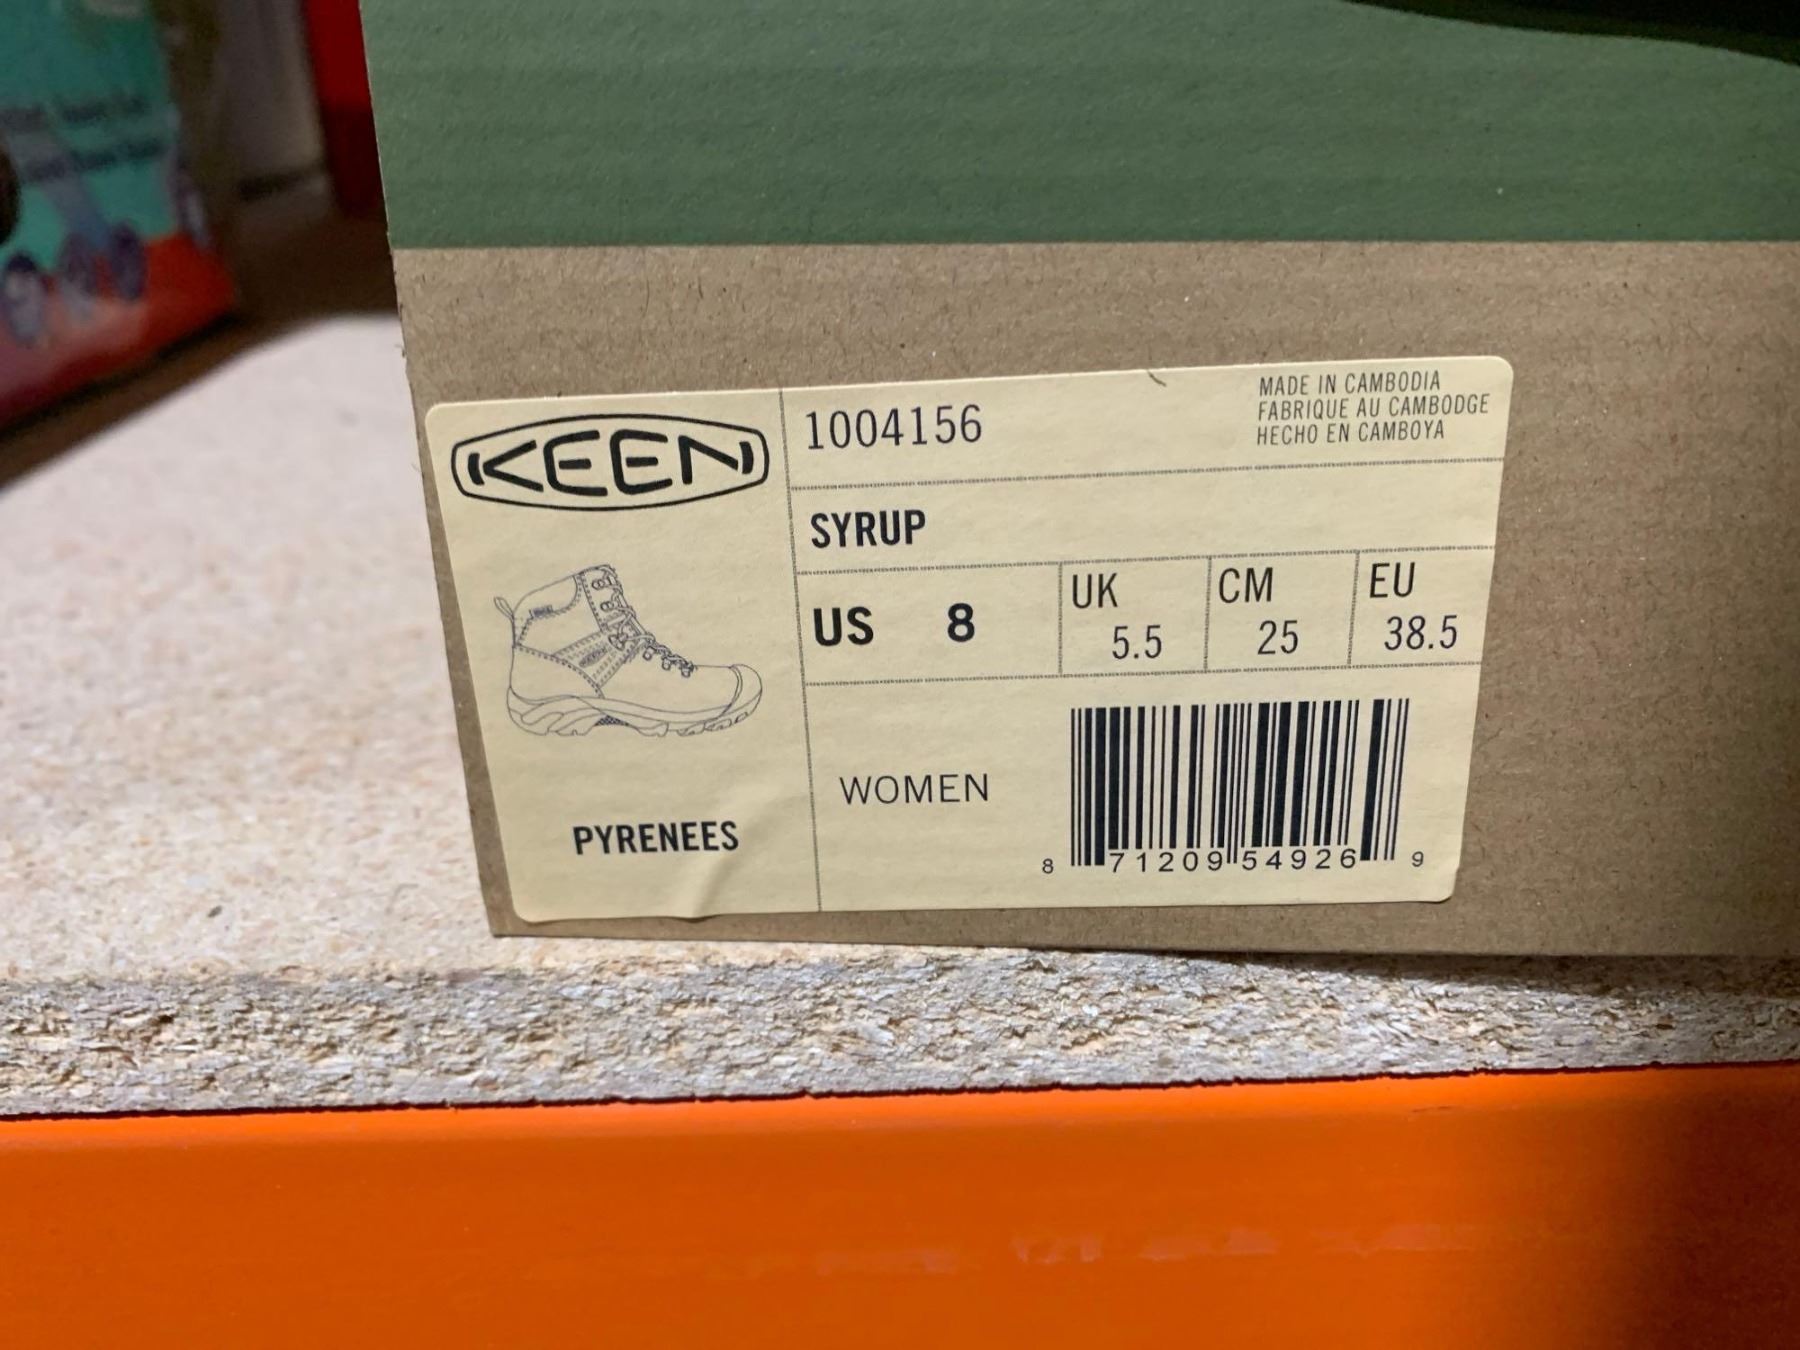 KEEN
1004156
MADE IN CAMBODIA
FABRIQUE AU CAMBODGE
HECHO EN CAMBOYA
SYRUP
US 8
UK 5.5
CM 25
EU 38.5
WOMEN
PYRENEES
8 71209 54926 9